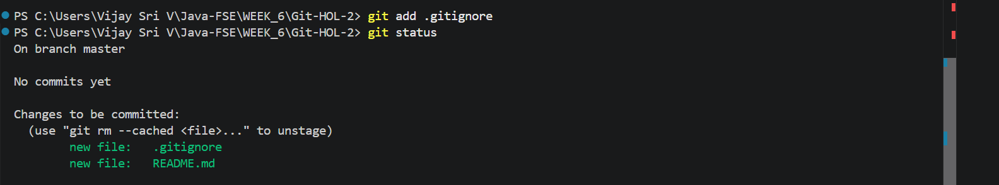 PS C:\Users\Vijay Sri V\Java-FSE\WEEK_6\Git-HOL-2> git add .gitignore
PS C:\Users\Vijay Sri V\Java-FSE\WEEK_6\Git-HOL-2> git status
On branch master
No commits yet
Changes to be committed:
  (use "git rm --cached <file>..." to unstage)
        new file:   .gitignore
        new file:   README.md